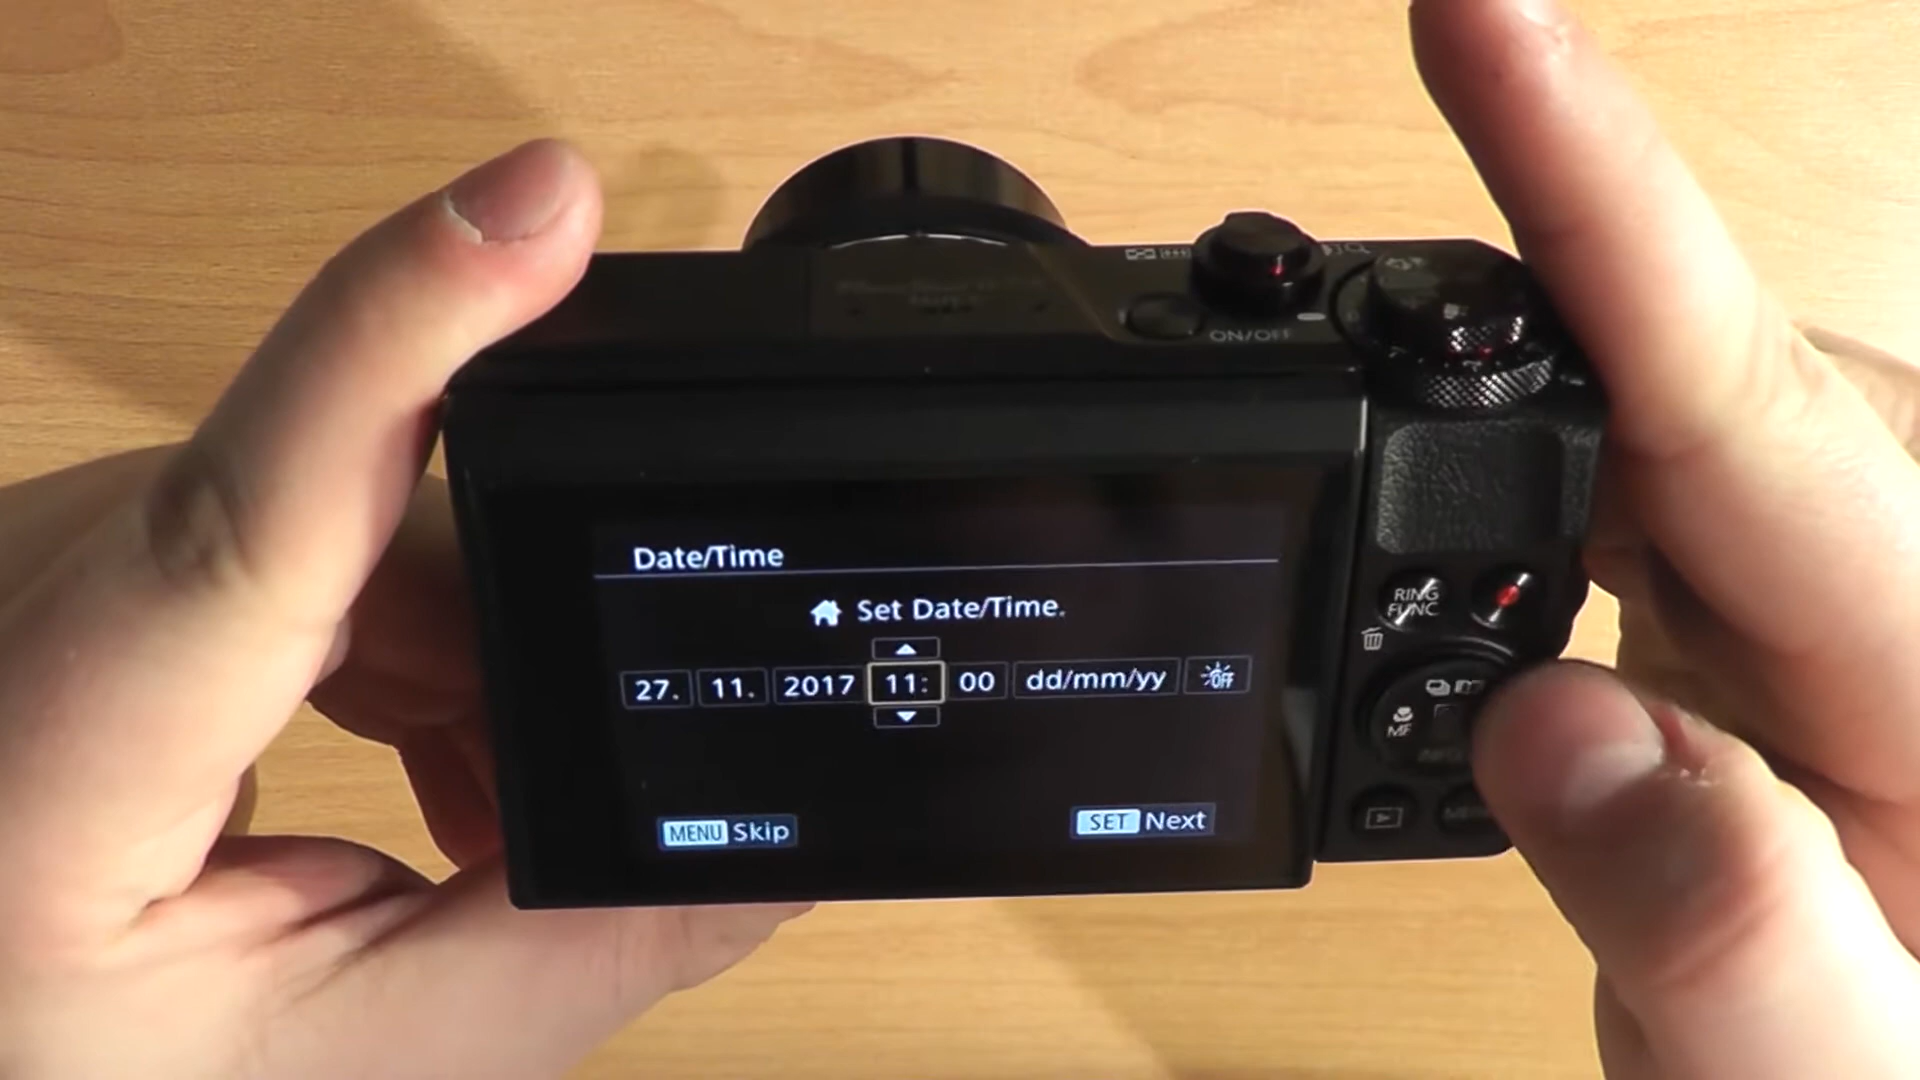 ON/OFF
Date/Time
Set Date/Time.
27. 11. 2017 11: 00 dd/mm/yy OFF
MENU Skip
SET Next
RING
FUNC
MF